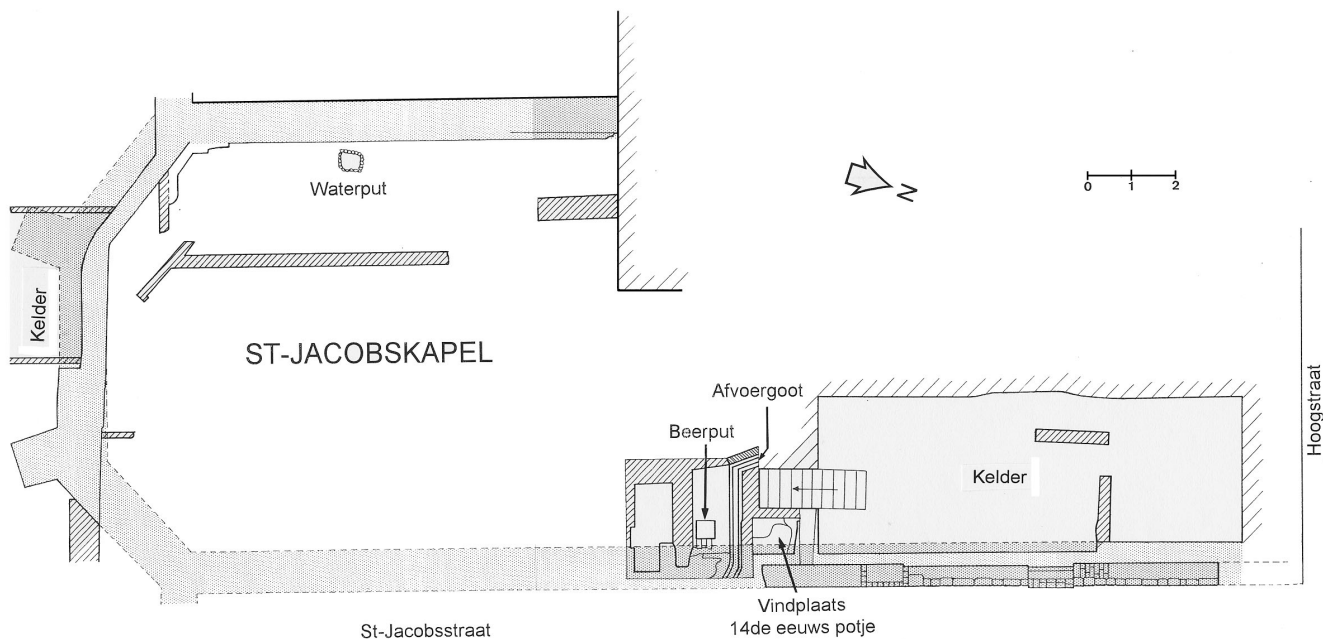 Waterput
N
0 1 2
Kelder
ST-JACOBSKAPEL
Afvoergoot
Beerput
Kelder
Hoogstraat
Vindplaats
14de eeuws potje
St-Jacobsstraat